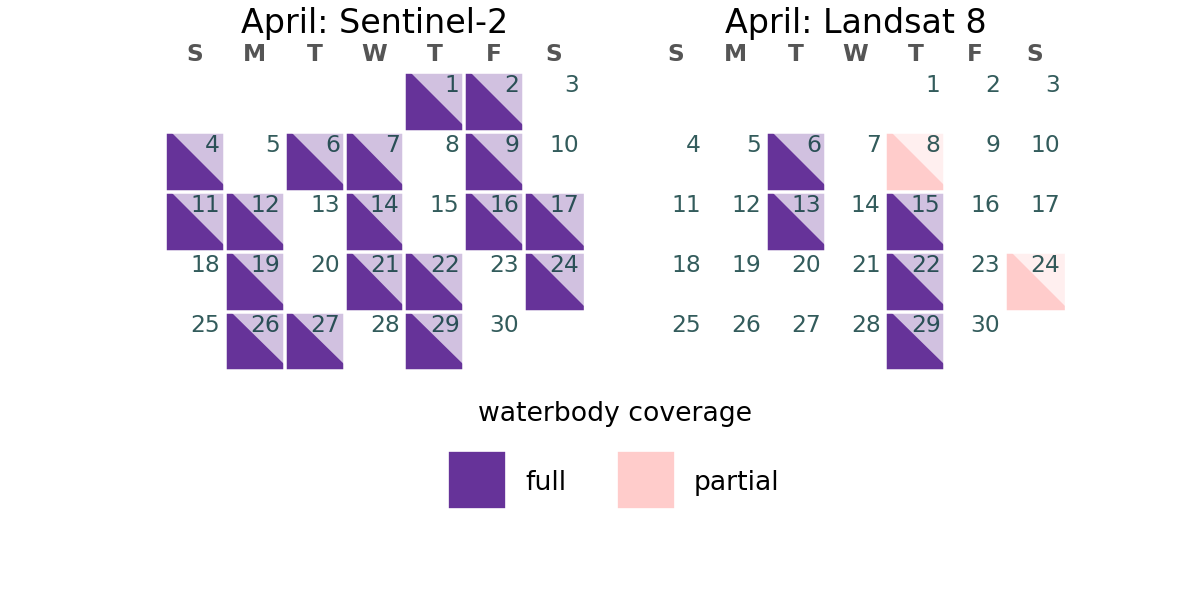 April: Sentinel-2
S M T W T F S
1 2 3
4 5 6 7 8 9 10
11 12 13 14 15 16 17
18 19 20 21 22 23 24
25 26 27 28 29 30
April: Landsat 8
S M T W T F S
1 2 3
4 5 6 7 8 9 10
11 12 13 14 15 16 17
18 19 20 21 22 23 24
25 26 27 28 29 30
waterbody coverage
full partial